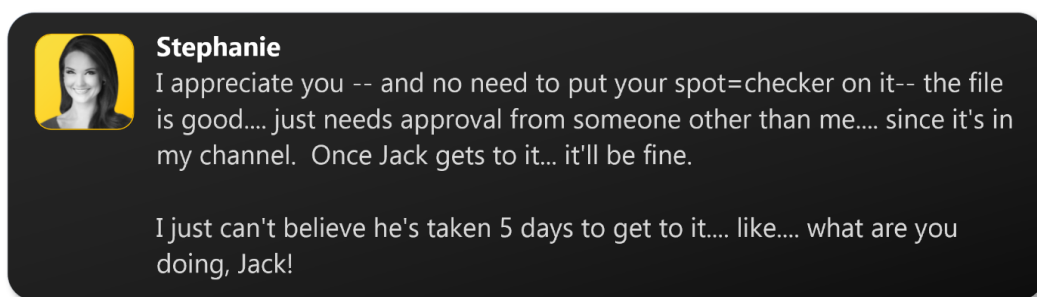 Stephanie
I appreciate you -- and no need to put your spot=checker on it-- the file
is good.... just needs approval from someone other than me.... since it's in
my channel.  Once Jack gets to it... it'll be fine.
I just can't believe he's taken 5 days to get to it.... like.... what are you
doing, Jack!